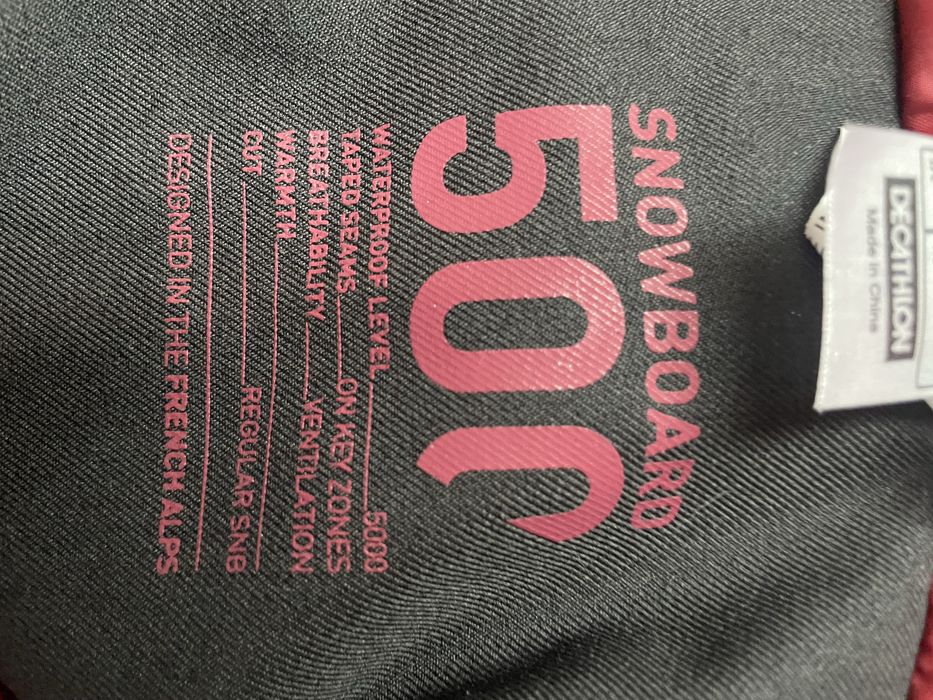 DECATHLON
Made in China
SNOWBOARD
500
WATERPROOF LEVEL 5000
TAPED SEAMS ON KEY ZONES
BREATHABILITY VENTILATION
WARMTH
CUT REGULAR SNB
DESIGNED IN THE FRENCH ALPS